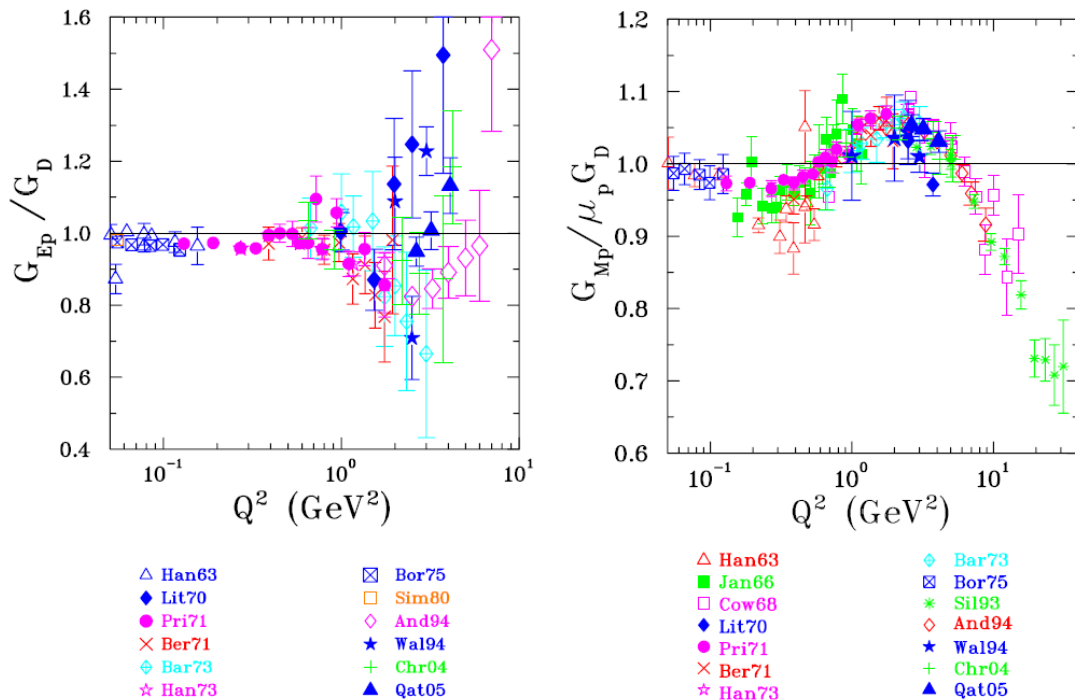 1.6
1.4
1.2
1.0
0.8
0.6
0.4
G_Ep/G_D
10^-1
10^0
10^1
Q^2 (GeV^2)
1.2
1.1
1.0
0.9
0.8
0.7
0.6
G_Mp/μ_pG_D
10^-1
10^0
10^1
Q^2 (GeV^2)
Han63
Lit70
Pri71
Ber71
Bar73
Han73
Bor75
Sim80
And94
Wal94
Chr04
Qat05
Han63
Jan66
Cow68
Lit70
Pri71
Ber71
Han73
Bar73
Bor75
Sil93
And94
Wal94
Chr04
Qat05